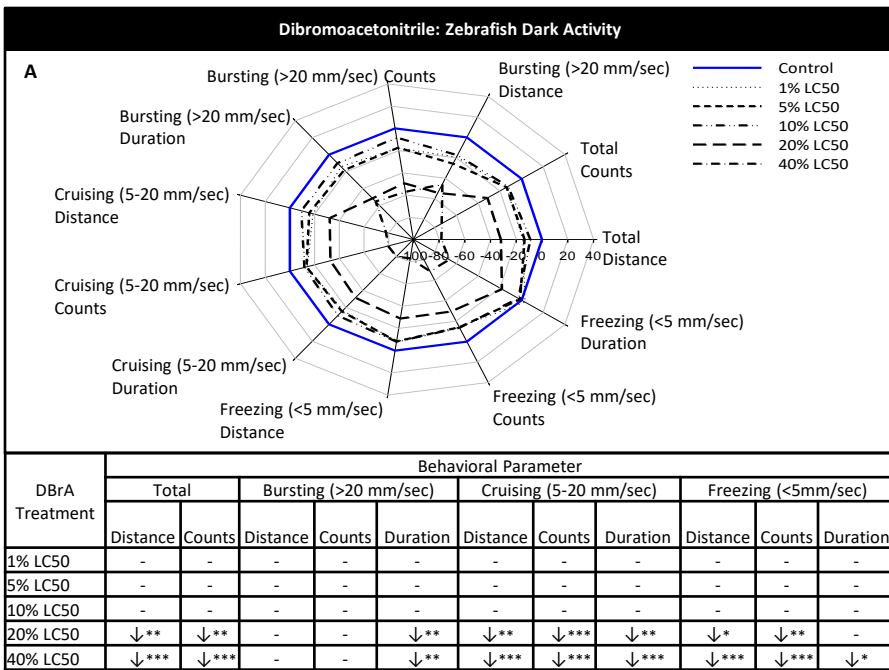 Dibromoacetonitrile: Zebrafish Dark Activity
A
Bursting (>20 mm/sec) Counts
Bursting (>20 mm/sec)
Distance
Control
1% LC50
5% LC50
10% LC50
20% LC50
40% LC50
Bursting (>20 mm/sec)
Duration
Total
Counts
Cruising (5-20 mm/sec)
Distance
-100 -80 -60 -40 -20 0 20 40
Total
Distance
Cruising (5-20 mm/sec)
Counts
Freezing (<5 mm/sec)
Duration
Cruising (5-20 mm/sec)
Duration
Freezing (<5 mm/sec)
Distance
Freezing (<5 mm/sec)
Counts
DBrA
Treatment
Behavioral Parameter
Total Bursting (>20 mm/sec) Cruising (5-20 mm/sec) Freezing (<5mm/sec)
Distance Counts Distance Counts Duration Distance Counts Duration Distance Counts Duration
1% LC50 - - - - - - - - - - -
5% LC50 - - - - - - - - - - -
10% LC50 - - - - - - - - - - -
20% LC50 ↓** ↓** - - ↓** ↓** ↓*** ↓** ↓* ↓** -
40% LC50 ↓*** ↓*** - - ↓** ↓*** ↓*** ↓*** ↓*** ↓*** ↓*